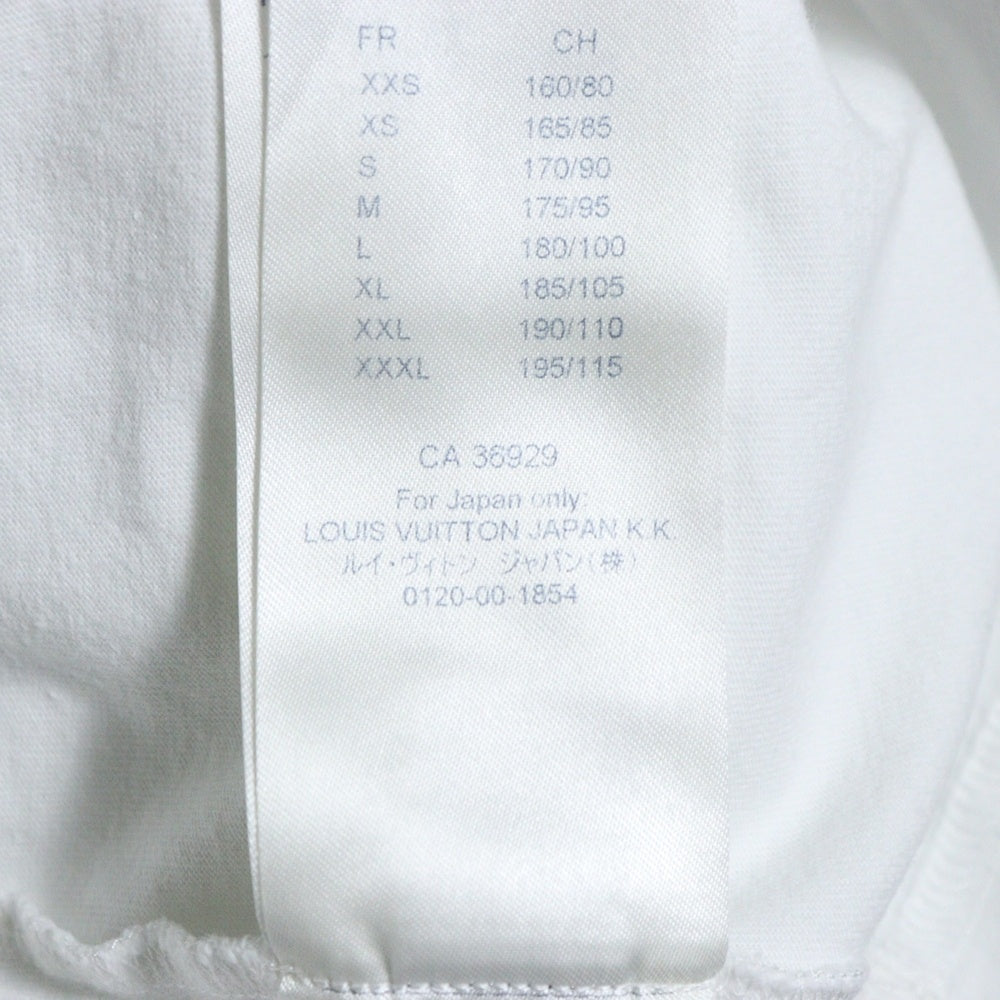 FR CH
XXS 160/80
XS 165/85
S 170/90
M 175/95
L 180/100
XL 185/105
XXL 190/110
XXXL 195/115
CA 36929
For Japan only:
LOUIS VUITTON JAPAN K.K.
ルイ・ヴィトン ジャパン(株)
0120-00-1854